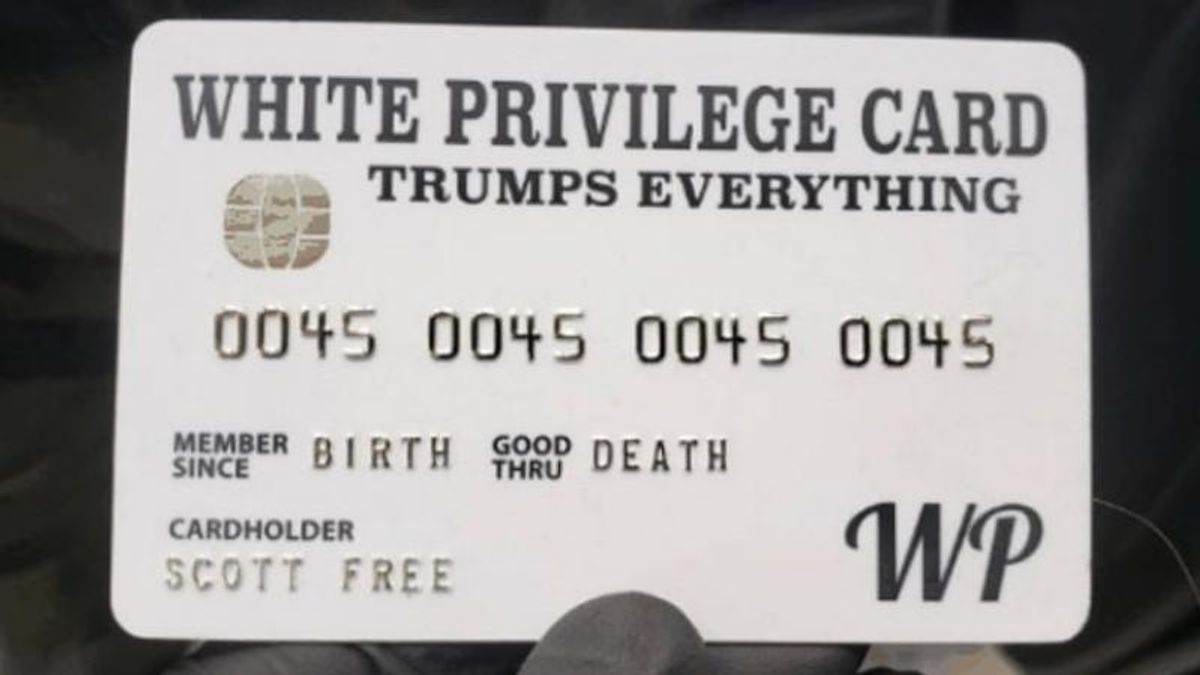 WHITE PRIVILEGE CARD
TRUMPS EVERYTHING
0045 0045 0045 0045
MEMBER SINCE BIRTH GOOD THRU DEATH
CARDHOLDER
SCOTT FREE
WP